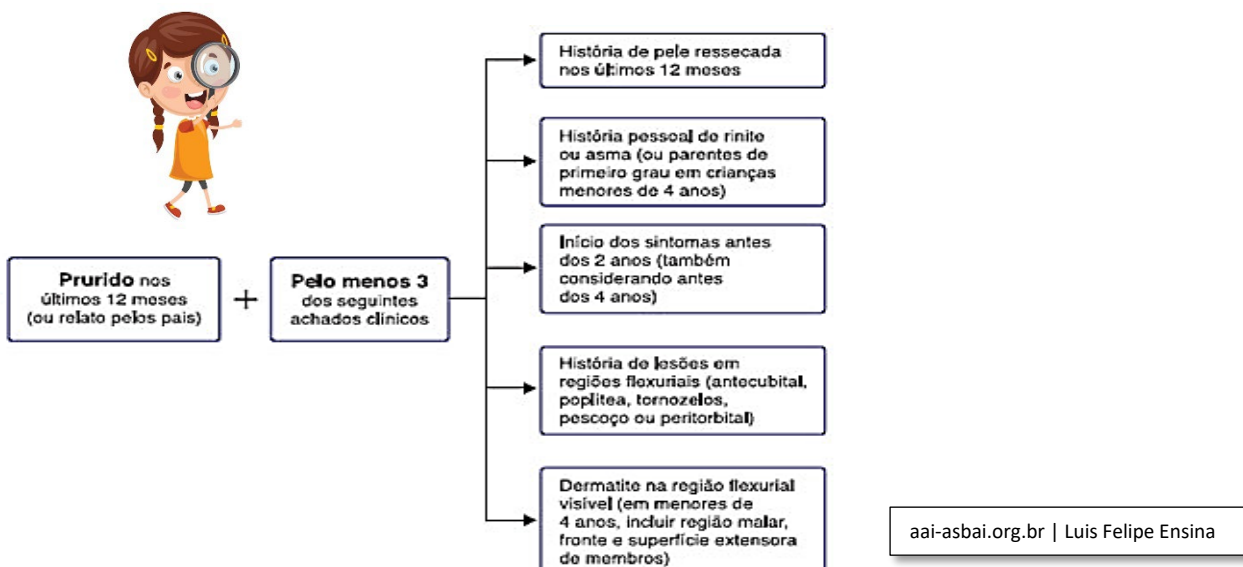 História de pele ressecada
nos últimos 12 meses
História pessoal de rinite
ou asma (ou parentes de
primeiro grau em crianças
menores de 4 anos)
Início dos sintomas antes
dos 2 anos (também
considerando antes
dos 4 anos)
Prurido nos
últimos 12 meses
(ou relato pelos pais)
+
Pelo menos 3
dos seguintes
achados clínicos
História de lesões em
regiões flexuriais (antecubital,
poplítea, tornozelos,
pescoço ou peritorbital)
Dermatite na região flexurial
visível (em menores de
4 anos, incluir região malar,
fronte e superfície extensora
de membros)
aai-asbai.org.br | Luis Felipe Ensina